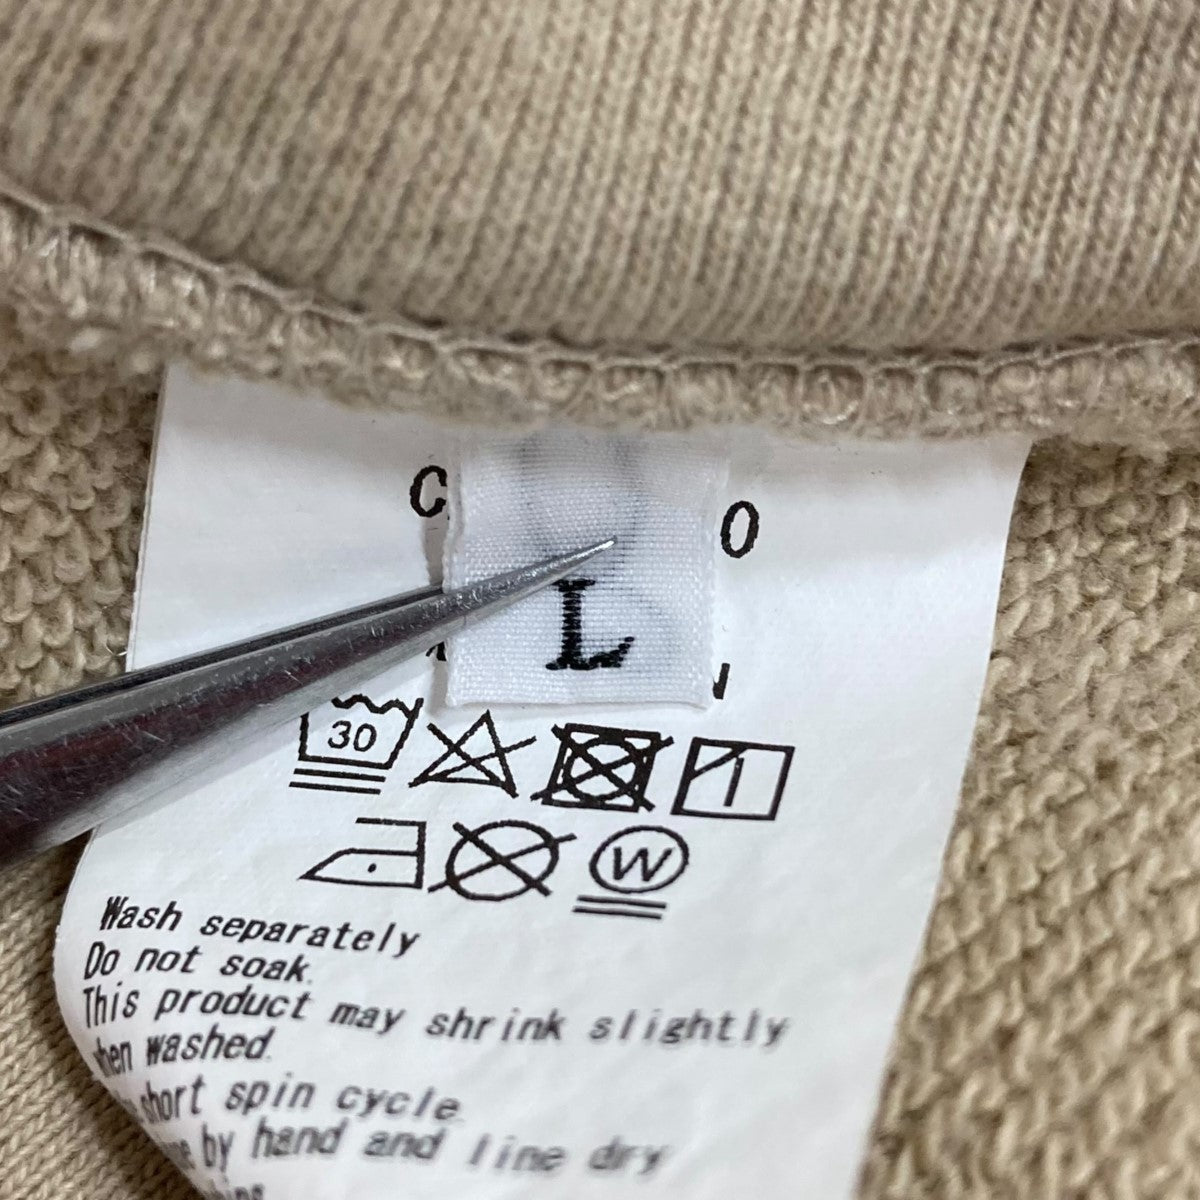 C O
L
30
W
Wash separately
Do not soak.
This product may shrink slightly
when washed.
short spin cycle.
by hand and line dry